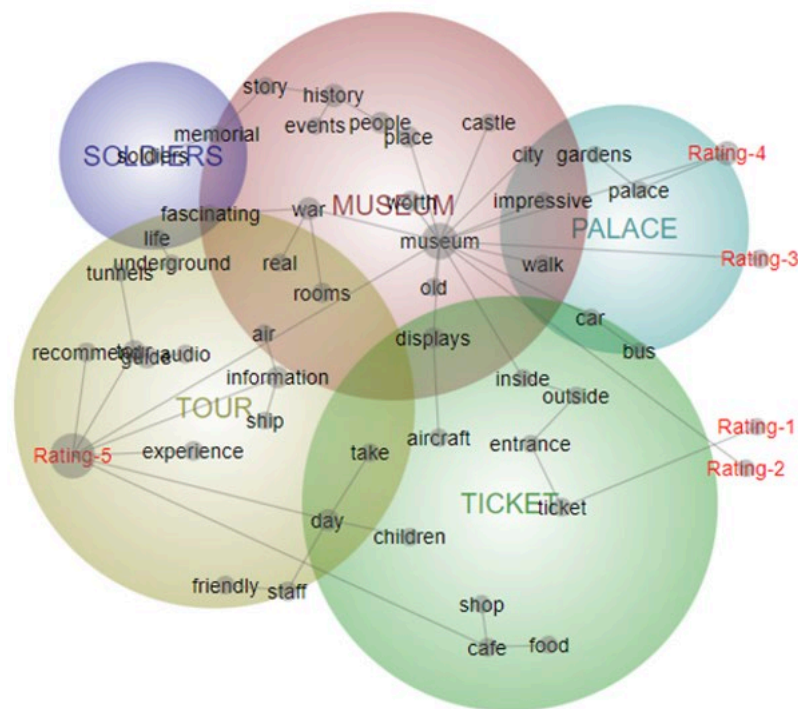 story
history
memorial
events
people
place
castle
SOLDIERS
soldiers
city
gardens
Rating-4
palace
fascinating
war
worth
MUSEUM
impressive
PALACE
museum
life
underground
tunnels
real
rooms
old
walk
Rating-3
air
displays
car
bus
recommend
tour
guide
audio
information
inside
outside
TOUR
ship
aircraft
entrance
Rating-1
Rating-5
experience
take
Rating-2
TICKET
ticket
day
children
friendly
staff
shop
cafe
food